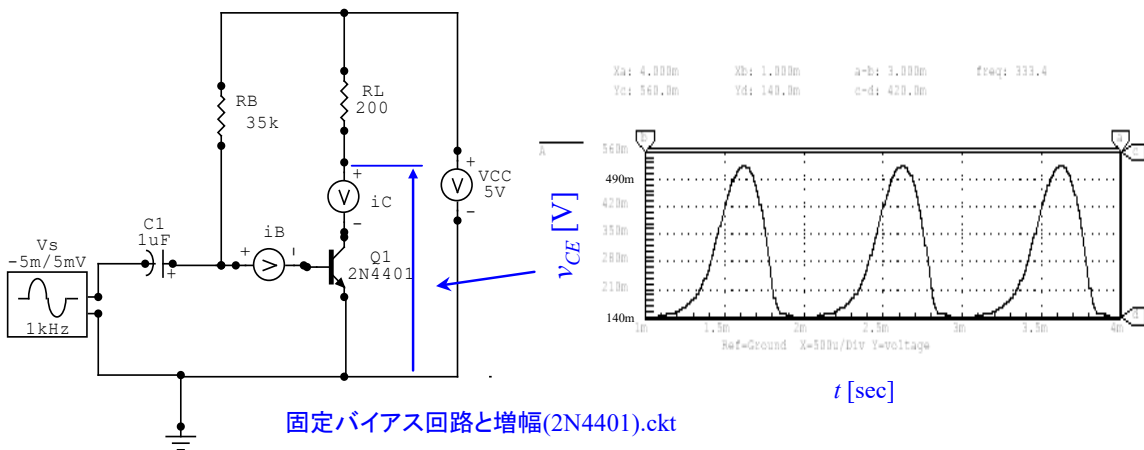 RB
35k
RL
200
VCC
5V
iC
C1
1uF
iB
Q1
2N4401
Vs
-5m/5mV
1kHz
Xa: 4.000m Xb: 1.000m a-b: 3.000m freq: 333.4
Yc: 560.0m Yd: 140.0m c-d: 420.0m
b
a
A
c
d
560m
490m
420m
350m
280m
210m
140m
1m 1.5m 2m 2.5m 3m 3.5m 4m
Ref=Ground X=500u/Div Y=voltage
vCE [V]
t [sec]
固定バイアス回路と増幅(2N4401).ckt